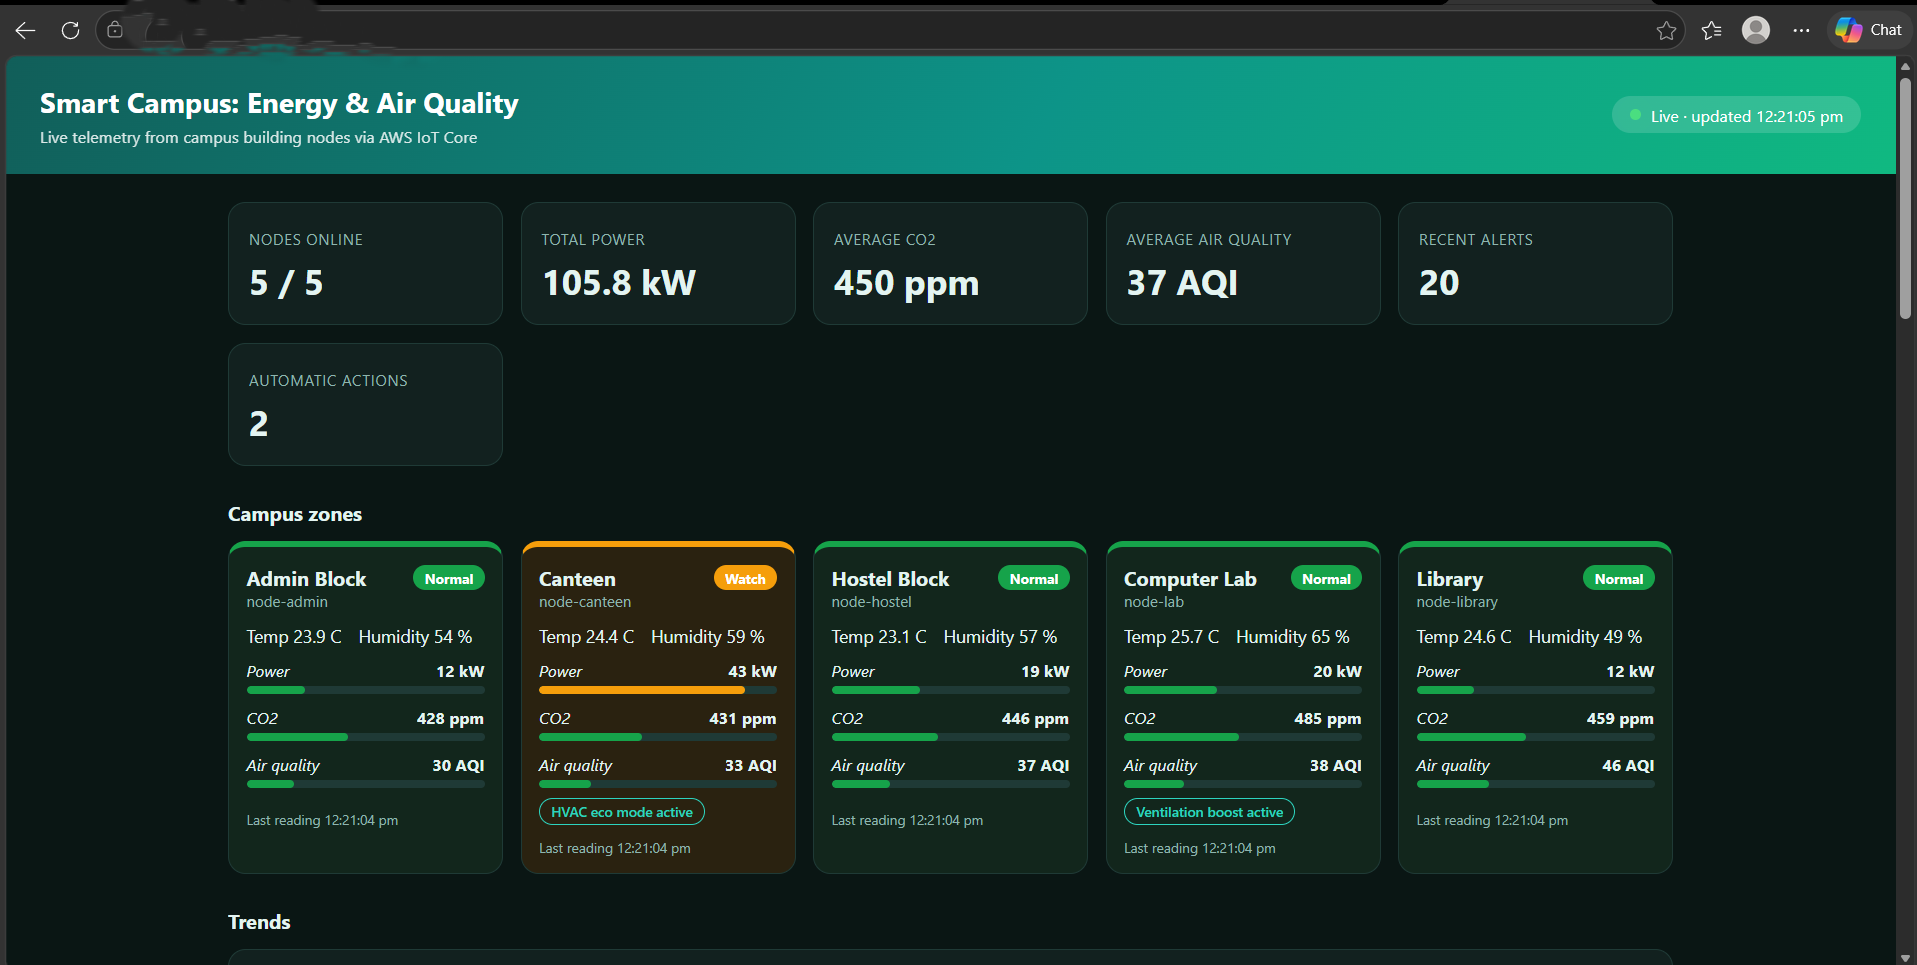 Chat
Smart Campus: Energy & Air Quality
Live telemetry from campus building nodes via AWS IoT Core
Live · updated 12:21:05 pm
NODES ONLINE
5 / 5
TOTAL POWER
105.8 kW
AVERAGE CO2
450 ppm
AVERAGE AIR QUALITY
37 AQI
RECENT ALERTS
20
AUTOMATIC ACTIONS
2
Campus zones
Admin Block
Normal
node-admin
Temp 23.9 C Humidity 54 %
Power 12 kW
CO2 428 ppm
Air quality 30 AQI
Last reading 12:21:04 pm
Canteen
Watch
node-canteen
Temp 24.4 C Humidity 59 %
Power 43 kW
CO2 431 ppm
Air quality 33 AQI
HVAC eco mode active
Last reading 12:21:04 pm
Hostel Block
Normal
node-hostel
Temp 23.1 C Humidity 57 %
Power 19 kW
CO2 446 ppm
Air quality 37 AQI
Last reading 12:21:04 pm
Computer Lab
Normal
node-lab
Temp 25.7 C Humidity 65 %
Power 20 kW
CO2 485 ppm
Air quality 38 AQI
Ventilation boost active
Last reading 12:21:04 pm
Library
Normal
node-library
Temp 24.6 C Humidity 49 %
Power 12 kW
CO2 459 ppm
Air quality 46 AQI
Last reading 12:21:04 pm
Trends